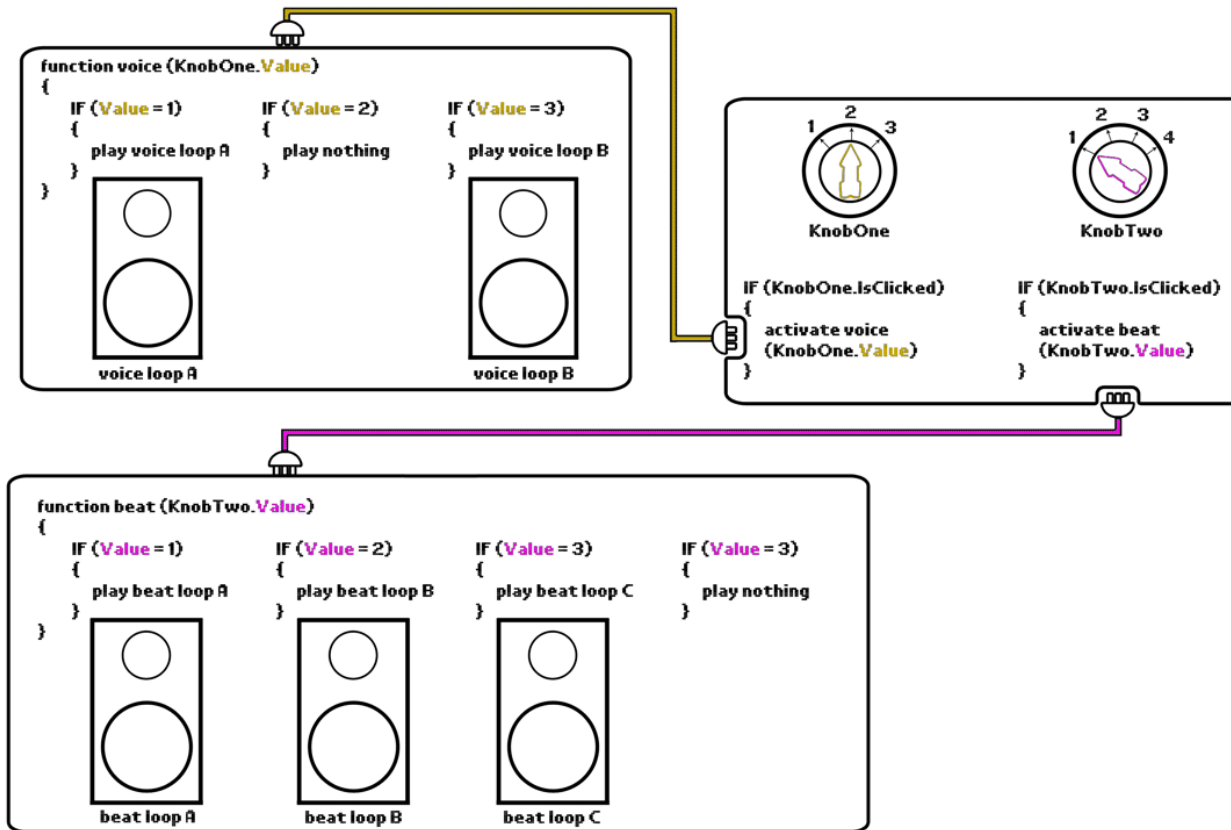 function voice (KnobOne.Value)
{
IF (Value = 1) IF (Value = 2) IF (Value = 3)
{ { {
play voice loop A play nothing play voice loop B
} } }
}
voice loop A voice loop B
1 2 3
1 2 3 4
KnobOne KnobTwo
IF (KnobOne.IsClicked) IF (KnobTwo.IsClicked)
{ {
activate voice activate beat
(KnobOne.Value) (KnobTwo.Value)
} }
function beat (KnobTwo.Value)
{
IF (Value = 1) IF (Value = 2) IF (Value = 3) IF (Value = 3)
{ { { {
play beat loop A play beat loop B play beat loop C play nothing
} } } }
}
beat loop A beat loop B beat loop C